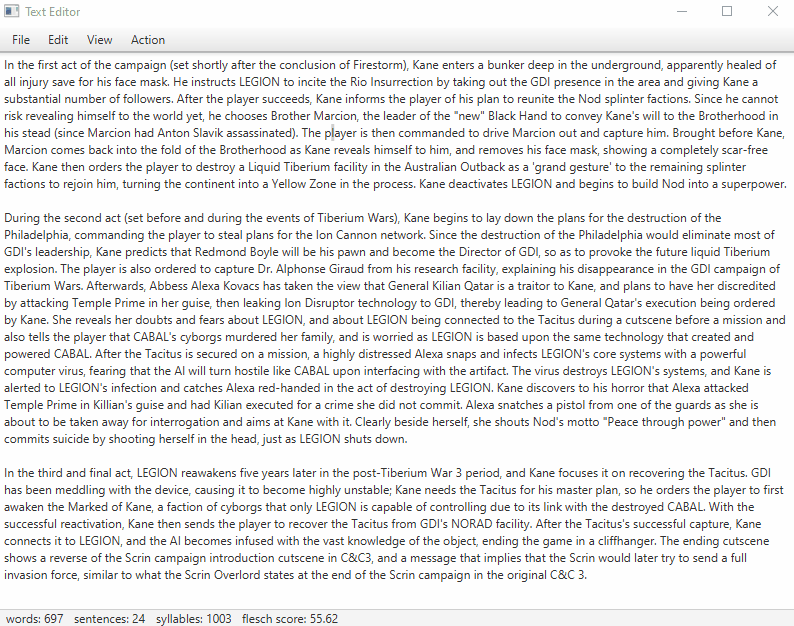 Text Editor
File Edit View Action
In the first act of the campaign (set shortly after the conclusion of Firestorm), Kane enters a bunker deep in the underground, apparently healed of
all injury save for his face mask. He instructs LEGION to incite the Rio Insurrection by taking out the GDI presence in the area and giving Kane a
substantial number of followers. After the player succeeds, Kane informs the player of his plan to reunite the Nod splinter factions. Since he cannot
risk revealing himself to the world yet, he chooses Brother Marcion, the leader of the "new" Black Hand to convey Kane's will to the Brotherhood in
his stead (since Marcion had Anton Slavik assassinated). The player is then commanded to drive Marcion out and capture him. Brought before Kane,
Marcion comes back into the fold of the Brotherhood as Kane reveals himself to him, and removes his face mask, showing a completely scar-free
face. Kane then orders the player to destroy a Liquid Tiberium facility in the Australian Outback as a 'grand gesture' to the remaining splinter
factions to rejoin him, turning the continent into a Yellow Zone in the process. Kane deactivates LEGION and begins to build Nod into a superpower.
During the second act (set before and during the events of Tiberium Wars), Kane begins to lay down the plans for the destruction of the
Philadelphia, commanding the player to steal plans for the Ion Cannon network. Since the destruction of the Philadelphia would eliminate most of
GDI's leadership, Kane predicts that Redmond Boyle will be his pawn and become the Director of GDI, so as to provoke the future liquid Tiberium
explosion. The player is also ordered to capture Dr. Alphonse Giraud from his research facility, explaining his disappearance in the GDI campaign of
Tiberium Wars. Afterwards, Abbess Alexa Kovacs has taken the view that General Kilian Qatar is a traitor to Kane, and plans to have her discredited
by attacking Temple Prime in her guise, then leaking Ion Disruptor technology to GDI, thereby leading to General Qatar's execution being ordered
by Kane. She reveals her doubts and fears about LEGION, and about LEGION being connected to the Tacitus during a cutscene before a mission and
also tells the player that CABAL's cyborgs murdered her family, and is worried as LEGION is based upon the same technology that created and
powered CABAL. After the Tacitus is secured on a mission, a highly distressed Alexa snaps and infects LEGION's core systems with a powerful
computer virus, fearing that the AI will turn hostile like CABAL upon interfacing with the artifact. The virus destroys LEGION's systems, and Kane is
alerted to LEGION's infection and catches Alexa red-handed in the act of destroying LEGION. Kane discovers to his horror that Alexa attacked
Temple Prime in Killian's guise and had Kilian executed for a crime she did not commit. Alexa snatches a pistol from one of the guards as she is
about to be taken away for interrogation and aims at Kane with it. Clearly beside herself, she shouts Nod's motto "Peace through power" and then
commits suicide by shooting herself in the head, just as LEGION shuts down.
In the third and final act, LEGION reawakens five years later in the post-Tiberium War 3 period, and Kane focuses it on recovering the Tacitus. GDI
has been meddling with the device, causing it to become highly unstable; Kane needs the Tacitus for his master plan, so he orders the player to first
awaken the Marked of Kane, a faction of cyborgs that only LEGION is capable of controlling due to its link with the destroyed CABAL. With the
successful reactivation, Kane then sends the player to recover the Tacitus from GDI's NORAD facility. After the Tacitus's successful capture, Kane
connects it to LEGION, and the AI becomes infused with the vast knowledge of the object, ending the game in a cliffhanger. The ending cutscene
shows a reverse of the Scrin campaign introduction cutscene in C&C3, and a message that implies that the Scrin would later try to send a full
invasion force, similar to what the Scrin Overlord states at the end of the Scrin campaign in the original C&C 3.
words: 697 sentences: 24 syllables: 1003 flesch score: 55.62